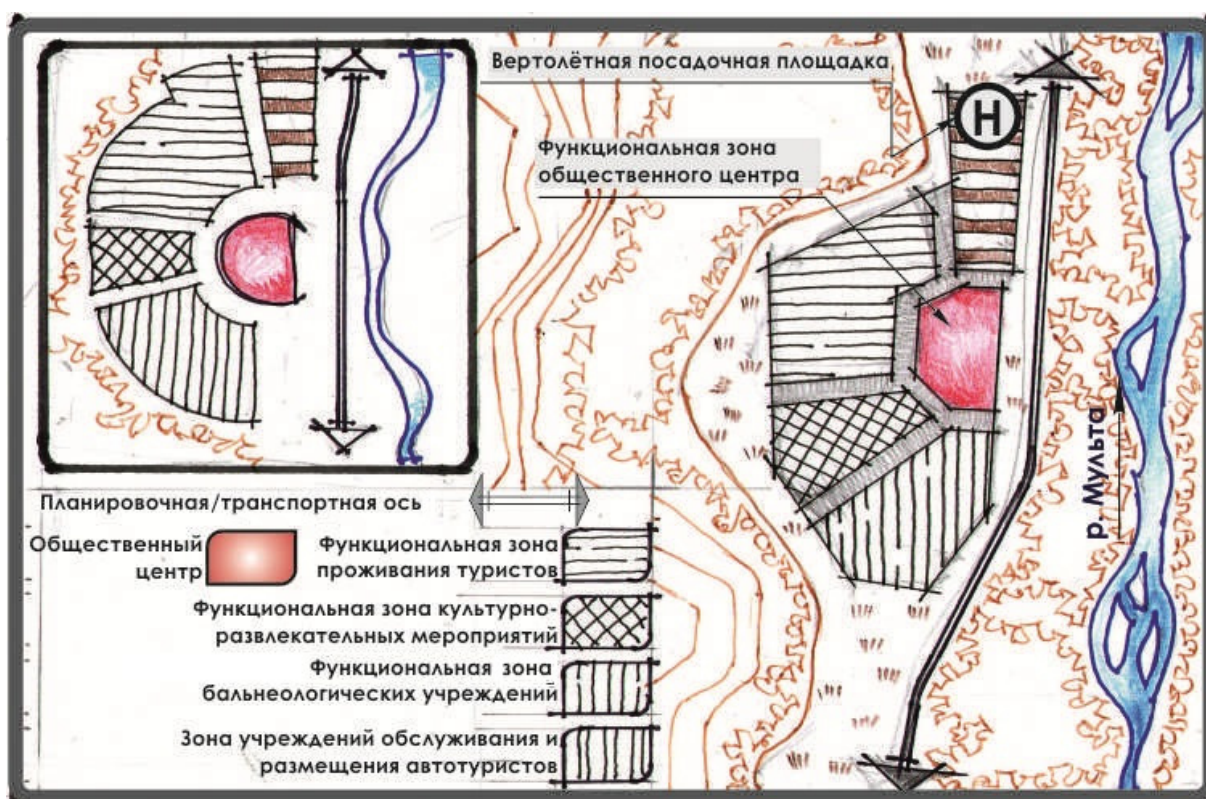 Вертолётная посадочная площадка
H
Функциональная зона
общественного центра
р. Мульта
Планировочная/транспортная ось
Общественный
центр
Функциональная зона
проживания туристов
Функциональная зона культурно-
развлекательных мероприятий
Функциональная зона
бальнеологических учреждений
Зона учреждений обслуживания и
размещения автотуристов